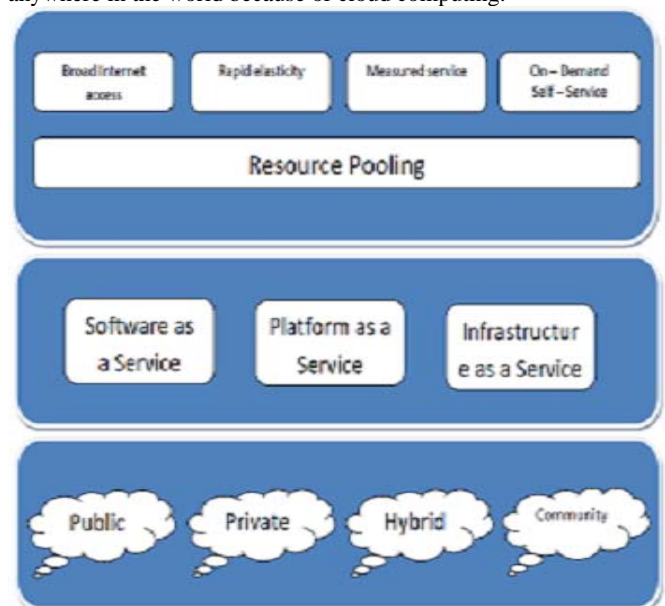 anywhere in the world because of cloud computing.
Broad Internet access
Rapid elasticity
Measured service
On – Demand
Self – Service
Resource Pooling
Software as
a Service
Platform as a
Service
Infrastructur
e as a Service
Public
Private
Hybrid
Community